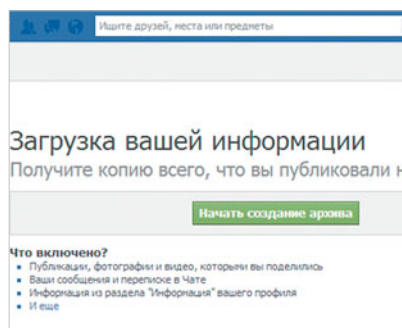 Ищите друзей, места или предметы
Загрузка вашей информации
Получите копию всего, что вы публиковали
Начать создание архива
Что включено?
Публикации, фотографии и видео, которыми вы поделились
Ваши сообщения и переписке в Чате
Информация из раздела "Информация" вашего профиля
И еще